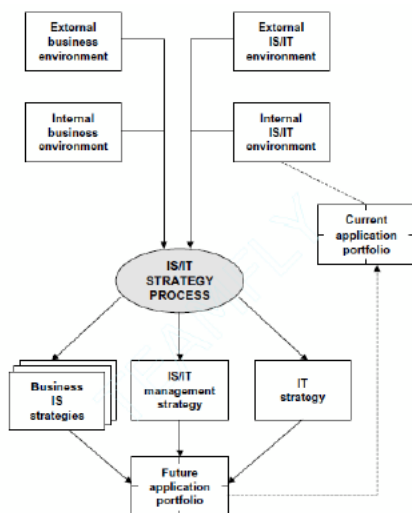 External
business
environment
External
IS/IT
environment
Internal
business
environment
Internal
IS/IT
environment
Current
application
portfolio
IS/IT
STRATEGY
PROCESS
Business
IS
strategies
IS/IT
management
strategy
IT
strategy
Future
application
portfolio